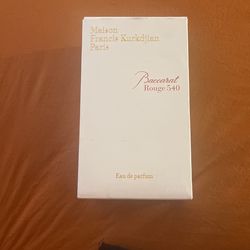 Maison
Francis Kurkdjian
Paris
Baccarat
Rouge 540
Eau de parfum